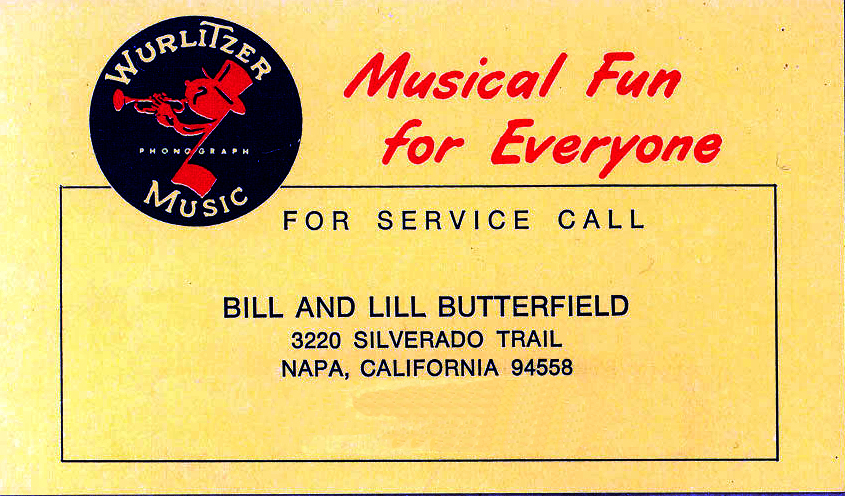 WURLITZER
PHONOGRAPH
MUSIC
Musical Fun
for Everyone
FOR SERVICE CALL
BILL AND LILL BUTTERFIELD
3220 SILVERADO TRAIL
NAPA, CALIFORNIA 94558